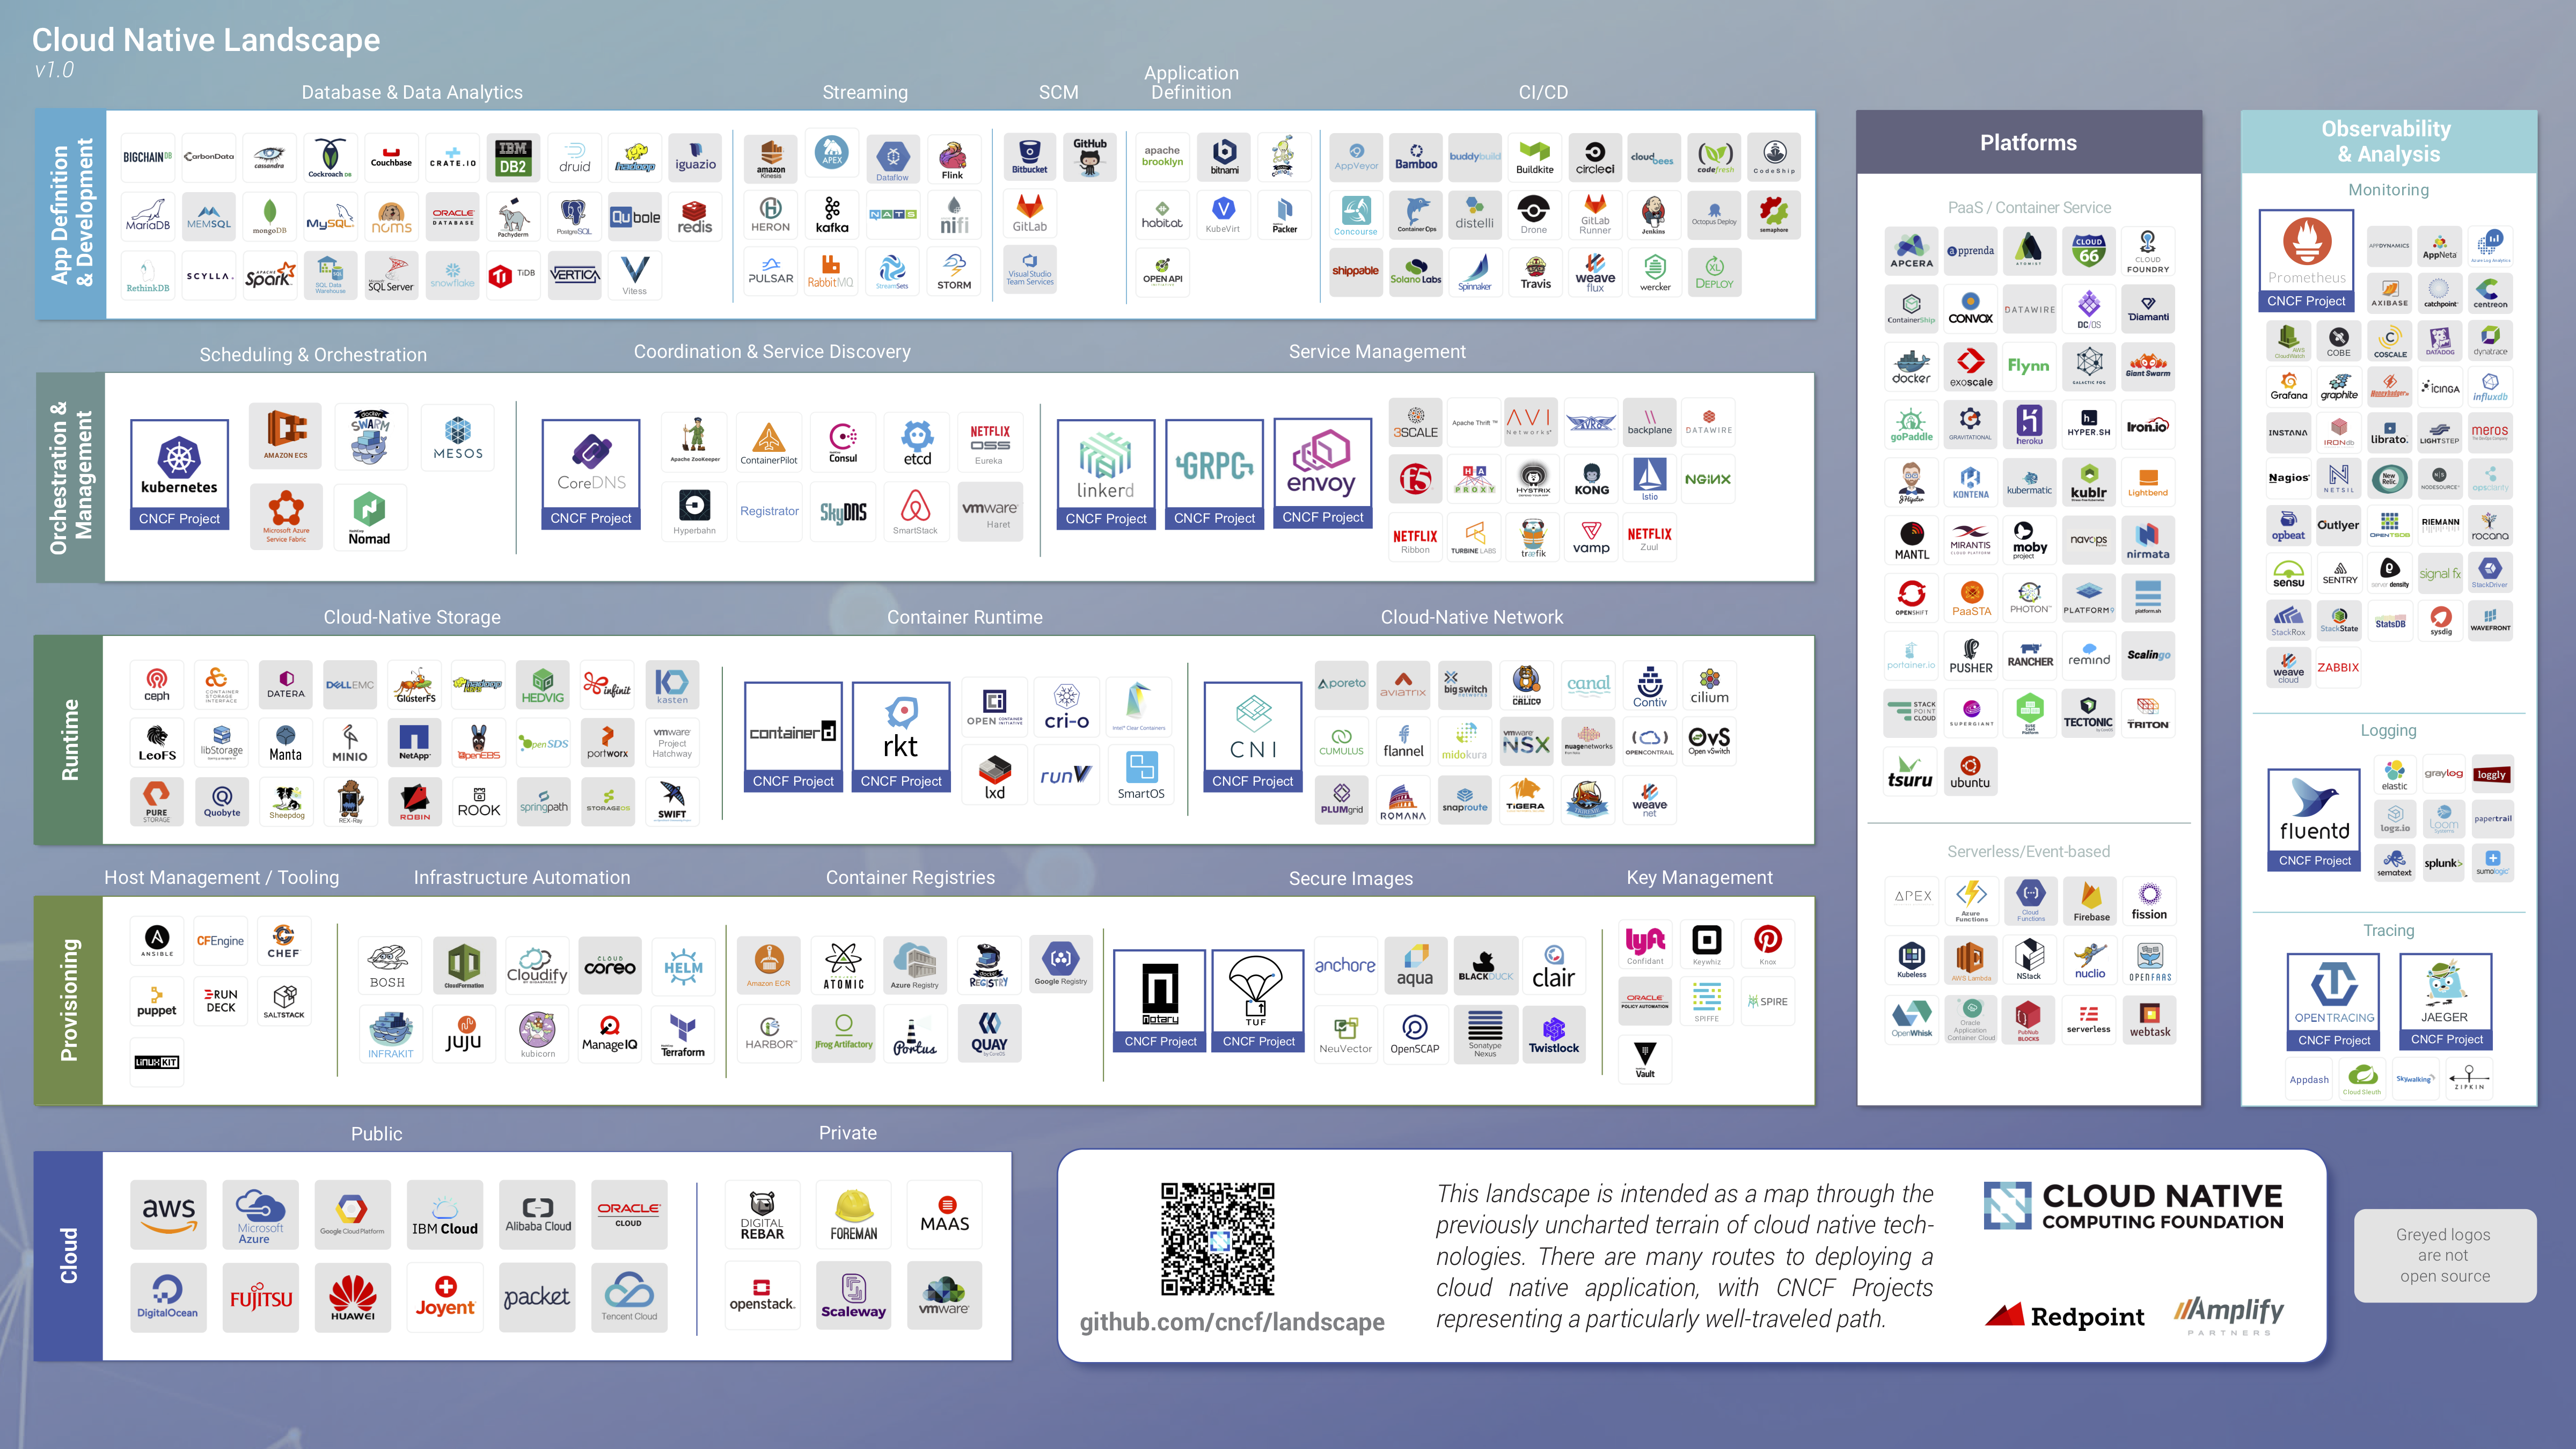 Cloud Native Landscape
v1.0
Database & Data Analytics
Streaming
SCM
Application
Definition
CI/CD
App Definition
& Development
BIGCHAINDB
CarbonData
cassandra
Cockroach DB
Couchbase
CRATE.IO
IBM
DB2
druid
hadoop
iguazio
MariaDB
MEMSQL
mongoDB
MySQL
noms
ORACLE
DATABASE
Pachyderm
PostgreSQL
Qubole
redis
RethinkDB
SCYLLA.
APACHE
Spark
SQL Data
Warehouse
SQL Server
snowflake
TiDB
VERTICA
Vitess
amazon
Kinesis
APEX
Dataflow
Flink
HERON
kafka
NATS
nifi
PULSAR
RabbitMQ
StreamSets
STORM
Bitbucket
GitHub
GitLab
Visual Studio
Team Services
apache
brooklyn
bitnami
habitat
KubeVirt
Packer
OPENAPI
INITIATIVE
AppVeyor
Bamboo
buddybuild
Buildkite
circleci
cloudbees
codefresh
CodeShip
Concourse
Container Ops
distelli
Drone
GitLab
Runner
Jenkins
Octopus Deploy
semaphore
shippable
Solano Labs
Spinnaker
Travis
weave
flux
wercker
XL
DEPLOY
Scheduling & Orchestration
Coordination & Service Discovery
Service Management
Orchestration &
Management
kubernetes
CNCF Project
AMAZON ECS
docker
SWARM
MESOS
Microsoft Azure
Service Fabric
Nomad
CoreDNS
CNCF Project
Apache ZooKeeper
ContainerPilot
Consul
etcd
NETFLIX
OSS
Eureka
Hyperbahn
Registrator
SkyDNS
SmartStack
vmware
Haret
linkerd
CNCF Project
GRPC
CNCF Project
envoy
CNCF Project
3SCALE
Apache Thrift ™
AVI
Networks
backplane
DATAWIRE
f5
HA
PROXY
HYSTRIX
KONG
Istio
NGINX
NETFLIX
Ribbon
TURBINE LABS
træfik
vamp
NETFLIX
Zuul
Cloud-Native Storage
Container Runtime
Cloud-Native Network
Runtime
ceph
CONTAINER
STORAGE
INTERFACE
DATERA
DELLEMC
GlusterFS
hadoop
HEDVIG
infinit
kasten
LeoFS
libStorage
Manta
MINIO
NetApp
OpenEBS
OpenSDS
portworx
vmware
Project
Hatchway
PURE
STORAGE
Quobyte
Sheepdog
REX-Ray
ROBIN
ROOK
springpath
STORAGEOS
SWIFT
containerd
CNCF Project
rkt
CNCF Project
OPEN CONTAINER
INITIATIVE
cri-o
Intel® Clear Containers
lxd
runV
SmartOS
CNI
CNCF Project
aporeto
aviatrix
big switch
networks
PROJECT
CALICO
canal
Contiv
cilium
CUMULUS
flannel
midokura
vmware
NSX
nuagenetworks
OPENCONTRAIL
OvS
Open vSwitch
PLUMgrid
ROMANA
snaproute
TIGERA
weave
net
Host Management / Tooling
Infrastructure Automation
Container Registries
Secure Images
Key Management
Provisioning
ANSIBLE
CFEngine
CHEF
puppet
RUN
DECK
SALTSTACK
LINUXKIT
BOSH
CloudFormation
Cloudify
CLOUD
coreo
HELM
INFRAKIT
JUJU
kubicorn
ManageIQ
Terraform
Amazon ECR
PROJECT
ATOMIC
Azure Registry
docker
REGISTRY
Google Registry
HARBOR™
JFrog Artifactory
Portus
QUAY
by CoreOS
Notary
CNCF Project
TUF
CNCF Project
anchore
aqua
BLACKDUCK
clair
NeuVector
OpenSCAP
Sonatype
Nexus
Twistlock
lyft
Confidant
Keywhiz
Knox
ORACLE
POLICY AUTOMATION
SPIFFE
SPIRE
Vault
Public
Private
Cloud
aws
Microsoft
Azure
Google Cloud Platform
IBM Cloud
Alibaba Cloud
ORACLE
CLOUD
DigitalOcean
FUJITSU
HUAWEI
Joyent
packet
Tencent Cloud
DIGITAL
REBAR
FOREMAN
MAAS
openstack.
Scaleway
vmware
Platforms
PaaS / Container Service
APCERA
apprenda
ATOMIST
CLOUD
66
CLOUD
FOUNDRY
ContainerShip
CONVOX
DATAWIRE
DC/OS
Diamanti
docker
exoscale
Flynn
GALACTIC FOG
Giant Swarm
goPaddle
GRAVITATIONAL
heroku
HYPER.SH
Iron.io
JHipster
KONTENA
kubermatic
kublr
Lightbend
MANTL
MIRANTIS
CLOUD PLATFORM
moby
project
navops
nirmata
OPENSHIFT
PaaSTA
PHOTON™
PLATFORM9
platform.sh
portainer.io
PUSHER
RANCHER
remind
Scalingo
STACK
POINT
CLOUD
SUPERGIANT
SUSE
CaaS
Platform
TECTONIC
by CoreOS
TRITON
tsuru
ubuntu
Serverless/Event-based
APEX
Azure
Functions
Cloud
Functions
Firebase
fission
Kubeless
AWS Lambda
NStack
nuclio
OPENFAAS
OpenWhisk
Oracle
Application
Container Cloud
PubNub
BLOCKS
serverless
webtask
Observability
& Analysis
Monitoring
Prometheus
CNCF Project
APPDYNAMICS
AppNeta
Azure Log Analytics
AXIBASE
catchpoint
centreon
AWS
CloudWatch
COBE
COSCALE
DATADOG
dynatrace
Grafana
graphite
Honeybadger
ICINGA
influxdb
INSTANA
IRONdb
librato.
LIGHTSTEP
meros
Nagios
NETSIL
New
Relic.
NODESOURCE
opsclarity
opbeat
Outlyer
OPENTSDB
RIEMANN
rocana
sensu
SENTRY
server density
signal fx
StackDriver
StackRox
StackState
StatsDB
sysdig
WAVEFRONT
weave
cloud
ZABBIX
Logging
fluentd
CNCF Project
elastic
graylog
loggly
logz.io
Loom
Systems
papertrail
sematext
splunk>
sumologic
Tracing
OPENTRACING
CNCF Project
JAEGER
CNCF Project
Appdash
Cloud Sleuth
Skywalking
ZIPKIN
github.com/cncf/landscape
This landscape is intended as a map through the
previously uncharted terrain of cloud native tech-
nologies. There are many routes to deploying a
cloud native application, with CNCF Projects
representing a particularly well-traveled path.
CLOUD NATIVE
COMPUTING FOUNDATION
Redpoint
Amplify
PARTNERS
Greyed logos
are not
open source